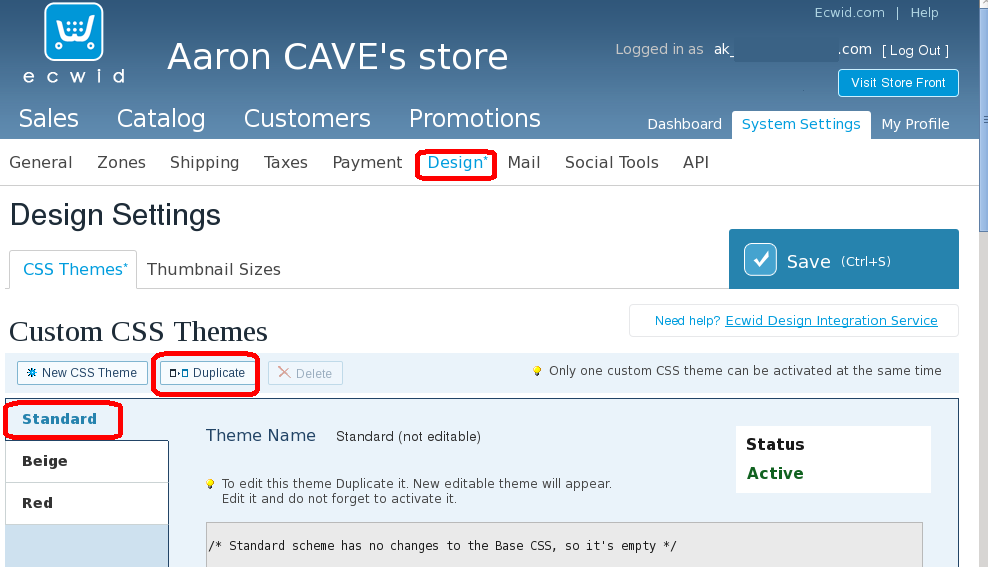 Ecwid.com | Help
ecwid
Aaron CAVE's store
Logged in as ak_ .com [ Log Out ]
Visit Store Front
Sales Catalog Customers Promotions
Dashboard System Settings My Profile
General Zones Shipping Taxes Payment Design* Mail Social Tools API
Design Settings
CSS Themes* Thumbnail Sizes
Save (Ctrl+S)
Need help? Ecwid Design Integration Service
Custom CSS Themes
New CSS Theme Duplicate Delete
Only one custom CSS theme can be activated at the same time
Standard
Beige
Red
Theme Name Standard (not editable)
Status
Active
To edit this theme Duplicate it. New editable theme will appear.
Edit it and do not forget to activate it.
/* Standard scheme has no changes to the Base CSS, so it's empty */